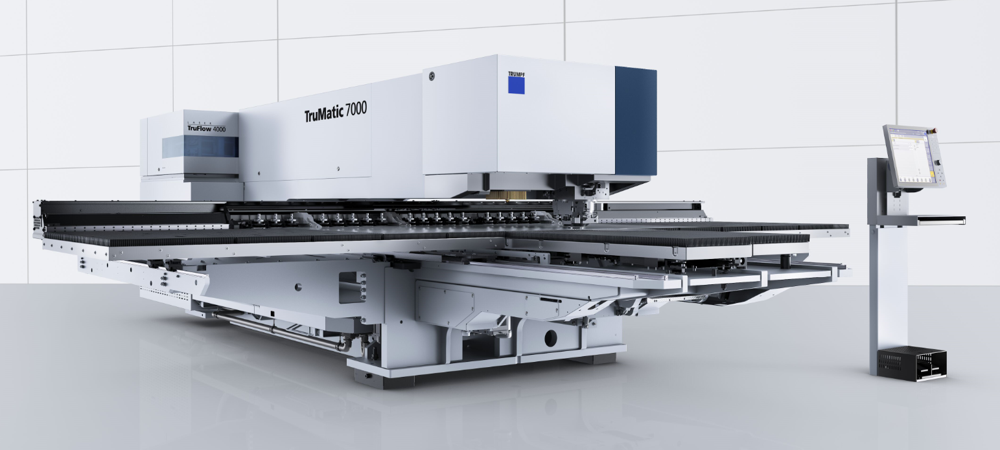 LASER
TruFlow 4000
TruMatic 7000
TRUMPF